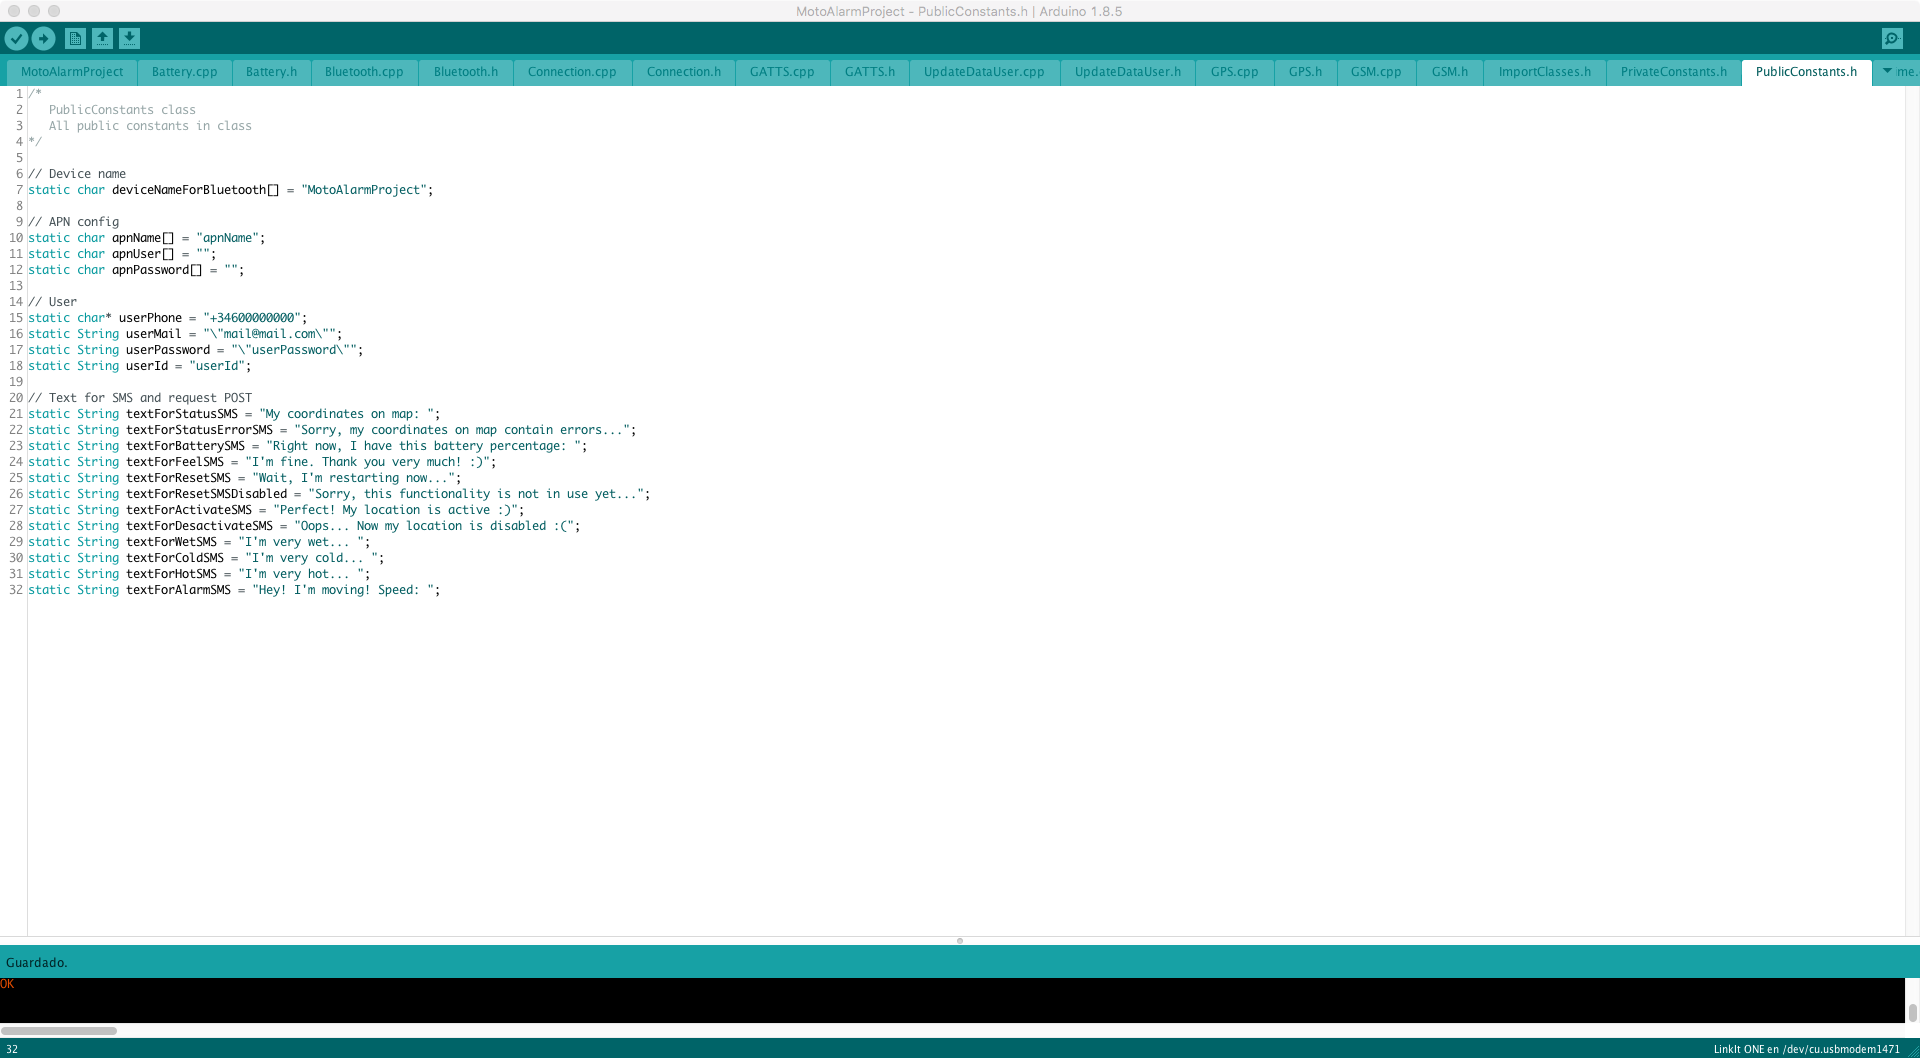 MotoAlarmProject - PublicConstants.h | Arduino 1.8.5
MotoAlarmProject Battery.cpp Battery.h Bluetooth.cpp Bluetooth.h Connection.cpp Connection.h GATTS.cpp GATTS.h UpdateDataUser.cpp UpdateDataUser.h GPS.cpp GPS.h GSM.cpp GSM.h ImportClasses.h PrivateConstants.h PublicConstants.h me.
1 /*
2    PublicConstants class
3    All public constants in class
4 */
5
6 // Device name
7 static char deviceNameForBluetooth[] = "MotoAlarmProject";
8
9 // APN config
10 static char apnName[] = "apnName";
11 static char apnUser[] = "";
12 static char apnPassword[] = "";
13
14 // User
15 static char* userPhone = "+34600000000";
16 static String userMail = "\"mail@mail.com\"";
17 static String userPassword = "\"userPassword\"";
18 static String userId = "userId";
19
20 // Text for SMS and request POST
21 static String textForStatusSMS = "My coordinates on map: ";
22 static String textForStatusErrorSMS = "Sorry, my coordinates on map contain errors...";
23 static String textForBatterySMS = "Right now, I have this battery percentage: ";
24 static String textForFeelSMS = "I'm fine. Thank you very much! :)";
25 static String textForResetSMS = "Wait, I'm restarting now...";
26 static String textForResetSMSDisabled = "Sorry, this functionality is not in use yet...";
27 static String textForActivateSMS = "Perfect! My location is active :)";
28 static String textForDesactivateSMS = "Oops... Now my location is disabled :(";
29 static String textForWetSMS = "I'm very wet... ";
30 static String textForColdSMS = "I'm very cold... ";
31 static String textForHotSMS = "I'm very hot... ";
32 static String textForAlarmSMS = "Hey! I'm moving! Speed: ";
Guardado.
OK
32 LinkIt ONE en /dev/cu.usbmodem1471